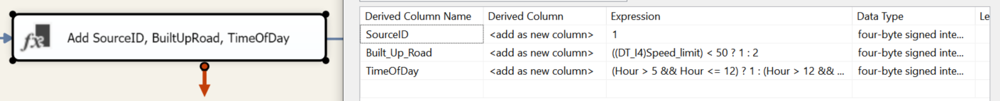 fx Add SourceID, BuiltUpRoad, TimeOfDay
Derived Column Name Derived Column Expression Data Type Le
SourceID <add as new column> 1 four-byte signed inte...
Built_Up_Road <add as new column> ((DT_I4)Speed_limit) < 50 ? 1 : 2 four-byte signed inte...
TimeOfDay <add as new column> (Hour > 5 && Hour <= 12) ? 1 : (Hour > 12 && ... four-byte signed inte...